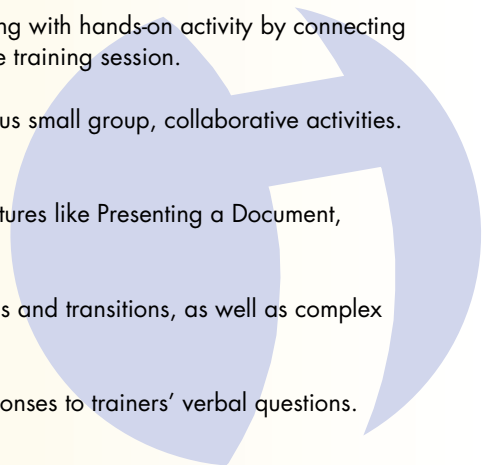 ng with hands-on activity by connecting
e training session.
us small group, collaborative activities.
tures like Presenting a Document,
s and transitions, as well as complex
onses to trainers’ verbal questions.